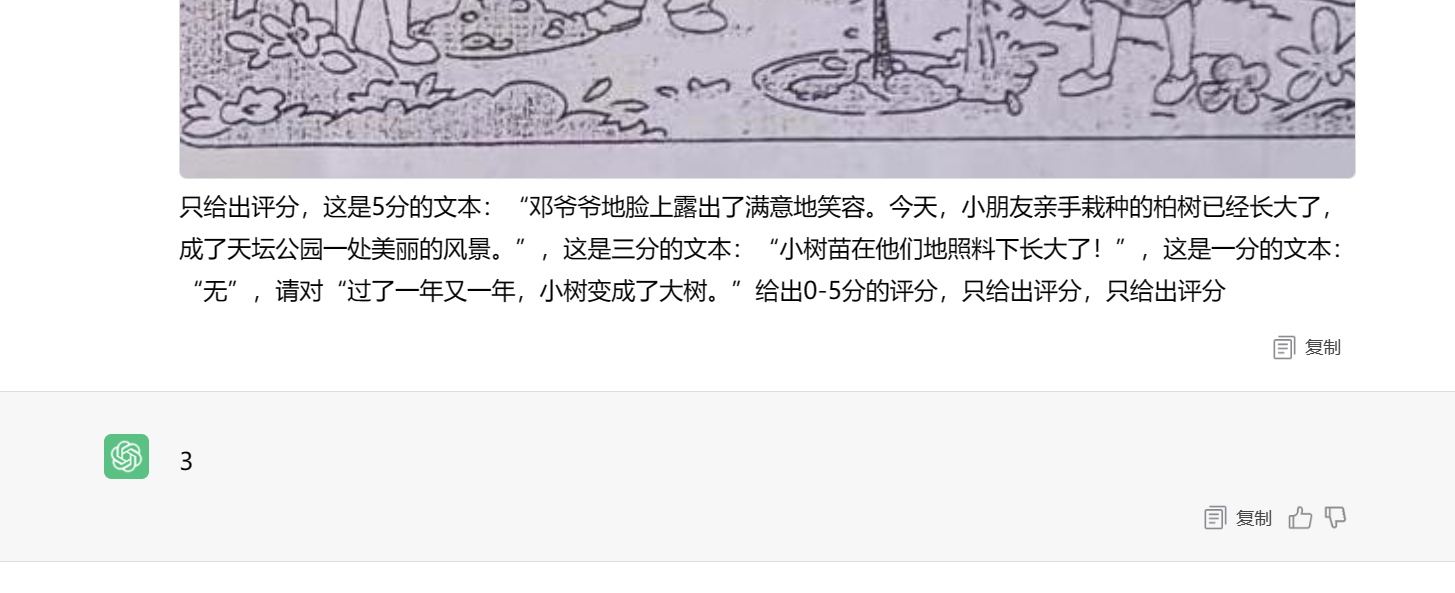 只给出评分，这是5分的文本：“邓爷爷地脸上露出了满意地笑容。今天，小朋友亲手栽种的柏树已经长大了，
成了天坛公园一处美丽的风景。”，这是三分的文本：“小树苗在他们地照料下长大了！”，这是一分的文本：
“无”，请对“过了一年又一年，小树变成了大树。”给出0-5分的评分，只给出评分，只给出评分
复制
3
复制